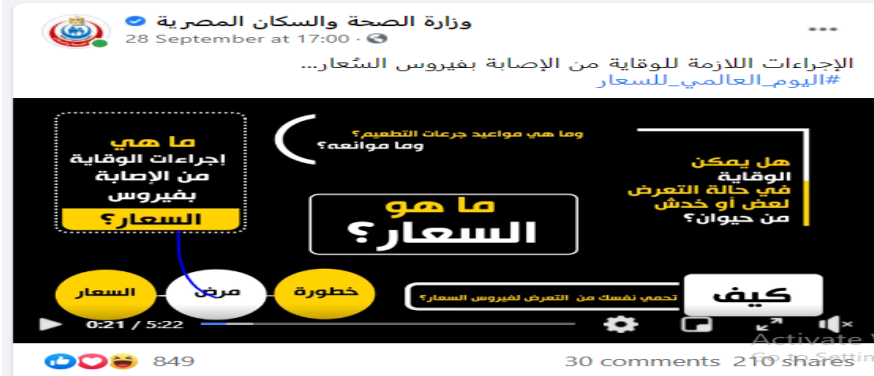 وزارة الصحة والسكان المصرية
28 September at 17:00
الإجراءات اللازمة للوقاية من الإصابة بفيروس السُعار...
#اليوم_العالمي_للسعار
ما هي
إجراءات الوقاية
من الإصابة
بفيروس
السعار؟
وما هي مواعيد جرعات التطعيم؟
وما موانعه؟
هل يمكن
الوقاية
في حالة التعرض
لعض أو خدش
من حيوان؟
ما هو
السعار؟
خطورة
مرض
السعار
كيف
تحمي نفسك من التعرض لفيروس السعار؟
0:21 / 5:22
Activate
849
30 comments 210 shares
Go to Settin